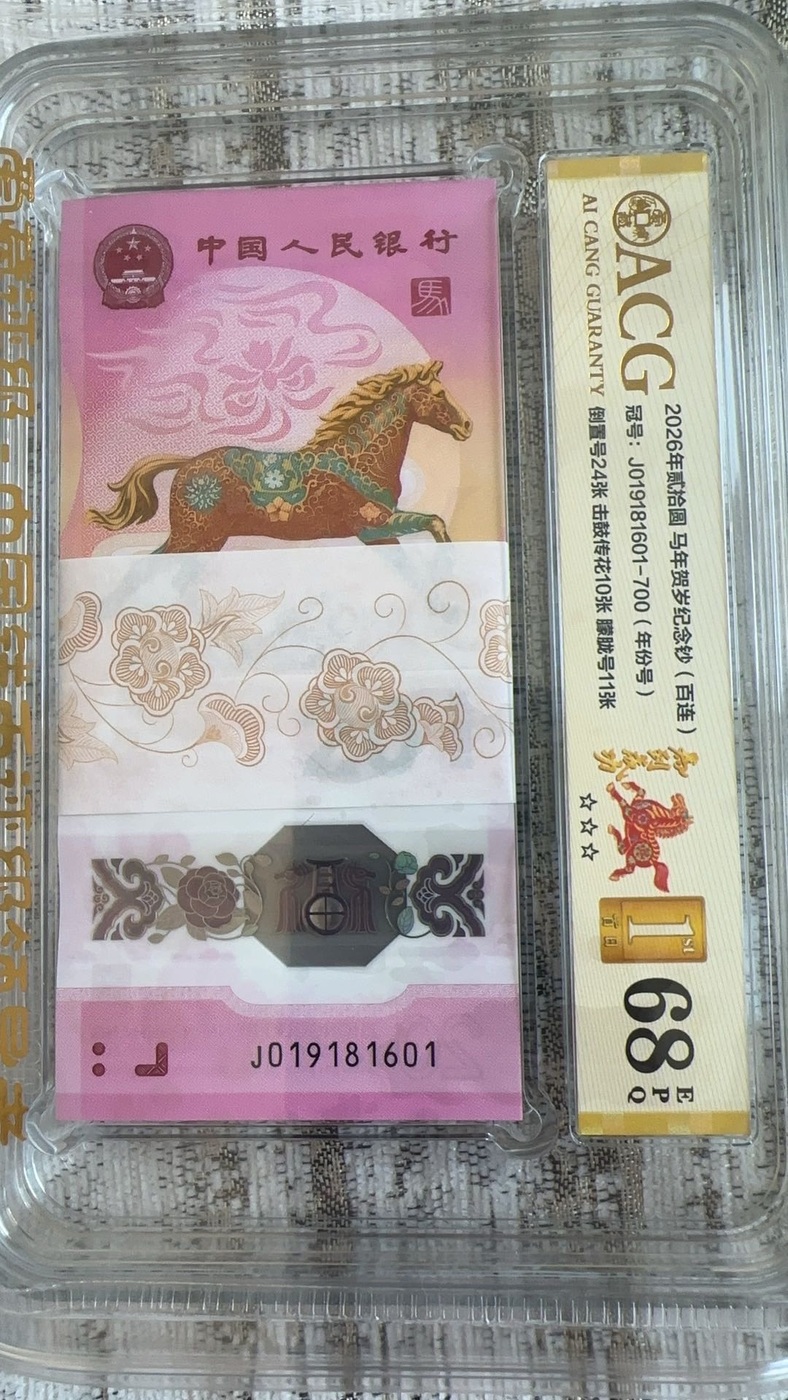 中国人民银行
馬
J019181601
ACG
AI CANG GUARANTY
2026年贰拾圆 马年贺岁纪念钞（百连）
冠号：J019181601-700（年份号）
倒置号24张 击鼓传花10张 朦胧号11张
☆☆☆
1ST
百日
68
E
P
Q